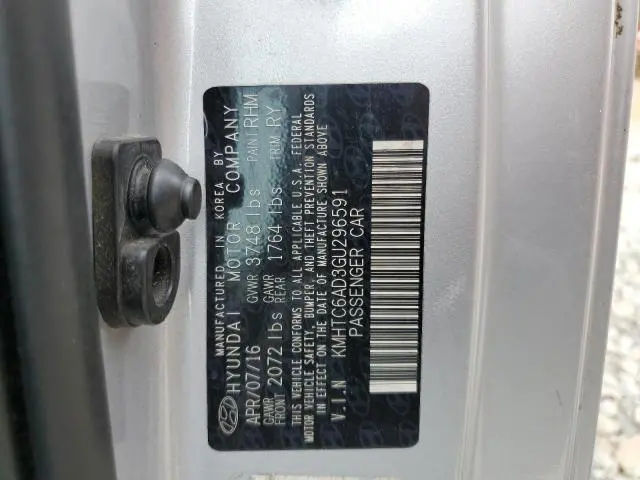 MANUFACTURED IN KOREA BY
HYUNDAI MOTOR COMPANY
APR/07/16 GVWR 3748 lbs PAINT RHM
GAWR FRONT 2072 lbs GAWR REAR 1764 lbs TRIM RY
THIS VEHICLE CONFORMS TO ALL APPLICABLE U.S.A. FEDERAL
MOTOR VEHICLE SAFETY, BUMPER, AND THEFT PREVENTION STANDARDS
IN EFFECT ON THE DATE OF MANUFACTURE SHOWN ABOVE
V.I.N KMHTC6AD3GU296591
PASSENGER CAR